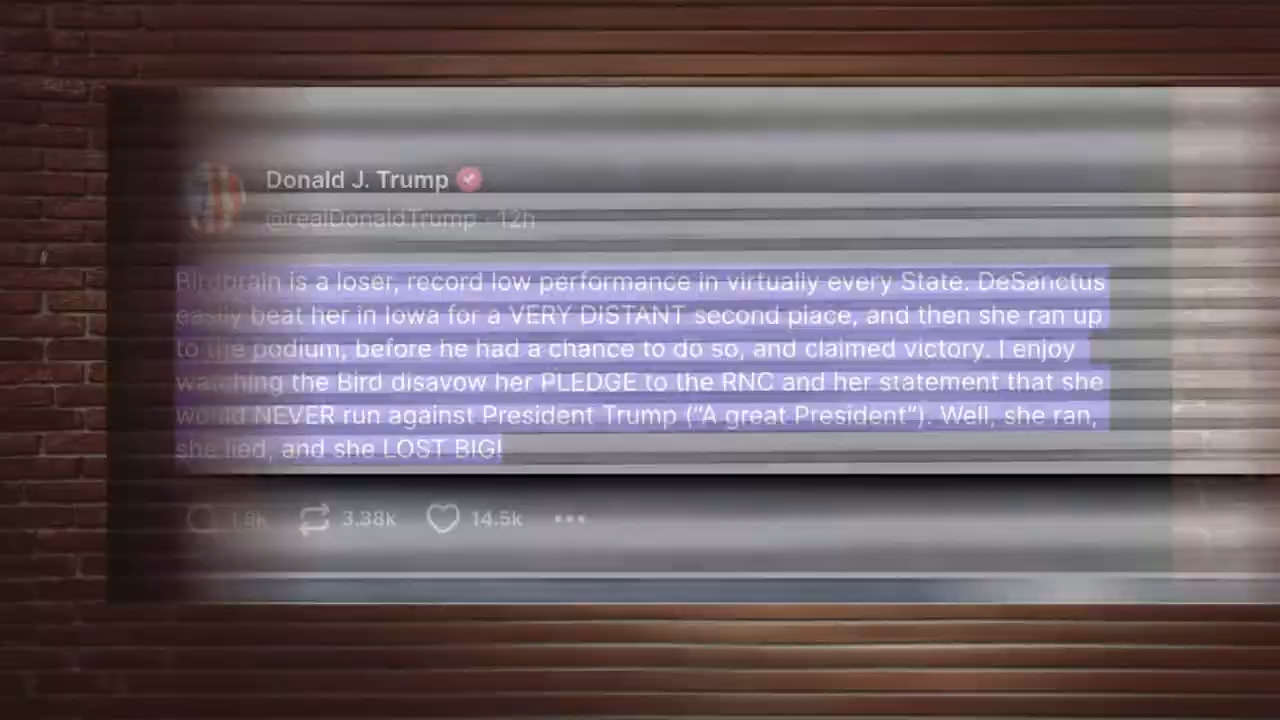 Donald J. Trump
@realDonaldTrump · 12h
Birdbrain is a loser, record low performance in virtually every State. DeSanctus
easily beat her in Iowa for a VERY DISTANT second place, and then she ran up
to the podium, before he had a chance to do so, and claimed victory. I enjoy
watching the Bird disavow her PLEDGE to the RNC and her statement that she
would NEVER run against President Trump (“A great President”). Well, she ran,
she lied, and she LOST BIG!
3.38k 14.5k